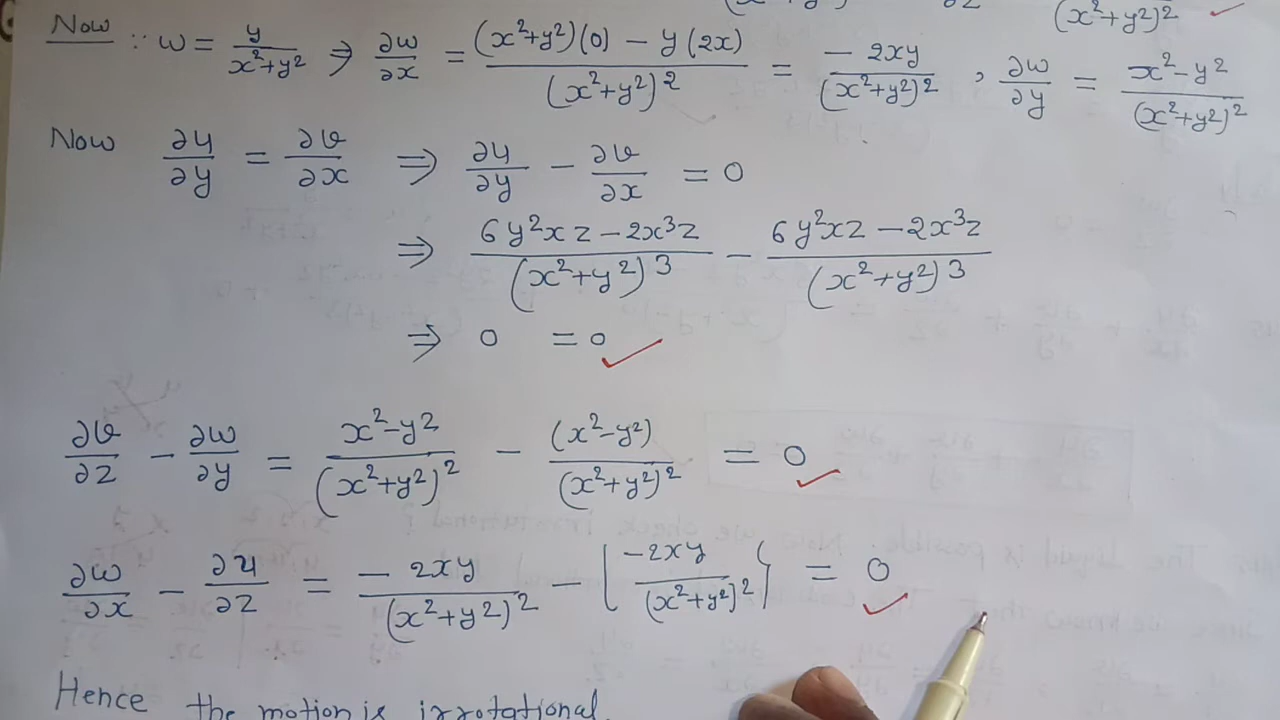 (x²+y²)²
Now ∵ w = y/(x²+y²) ⇒ ∂w/∂x = ((x²+y²)(0) − y(2x))/(x²+y²)² = −2xy/(x²+y²)² , ∂w/∂y = (x²−y²)/(x²+y²)²
Now ∂u/∂y = ∂v/∂x ⇒ ∂u/∂y − ∂v/∂x = 0
⇒ (6y²xz − 2x³z)/(x²+y²)³ − (6y²xz − 2x³z)/(x²+y²)³
⇒ 0 = 0
∂v/∂z − ∂w/∂y = (x²−y²)/(x²+y²)² − (x²−y²)/(x²+y²)² = 0
∂w/∂x − ∂u/∂z = −2xy/(x²+y²)² − {−2xy/(x²+y²)²} = 0
Hence the motion is irrotational.